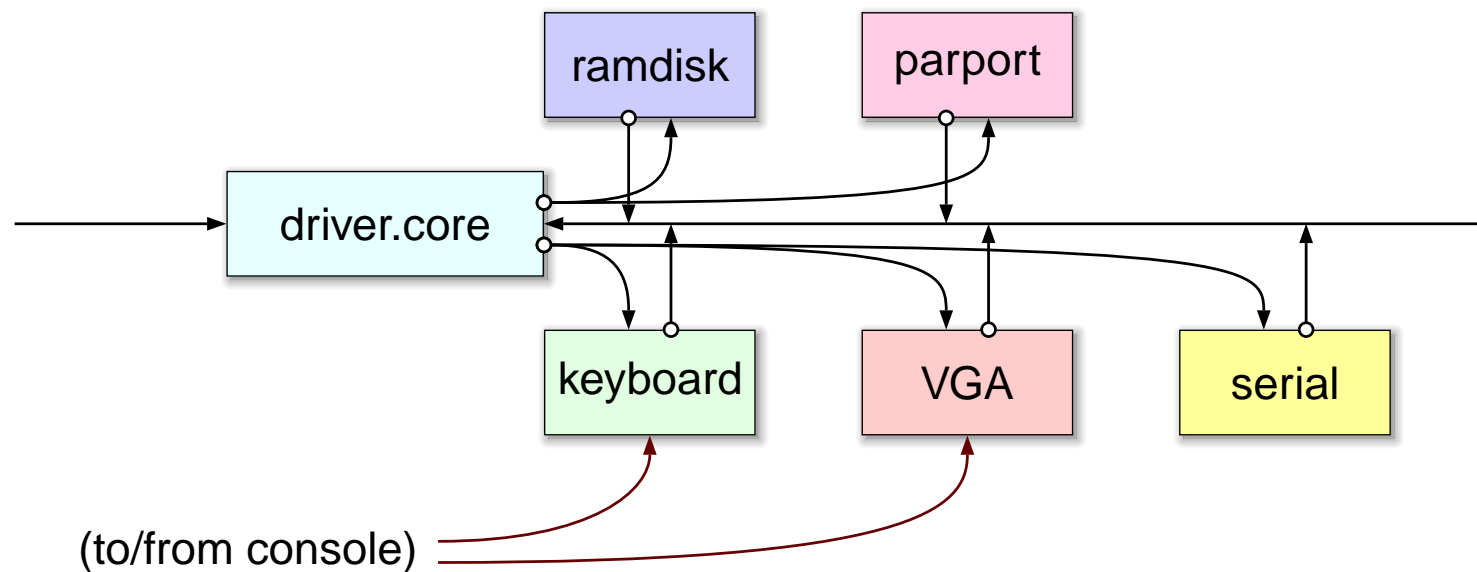 ramdisk
parport
driver.core
keyboard
VGA
serial
(to/from console)